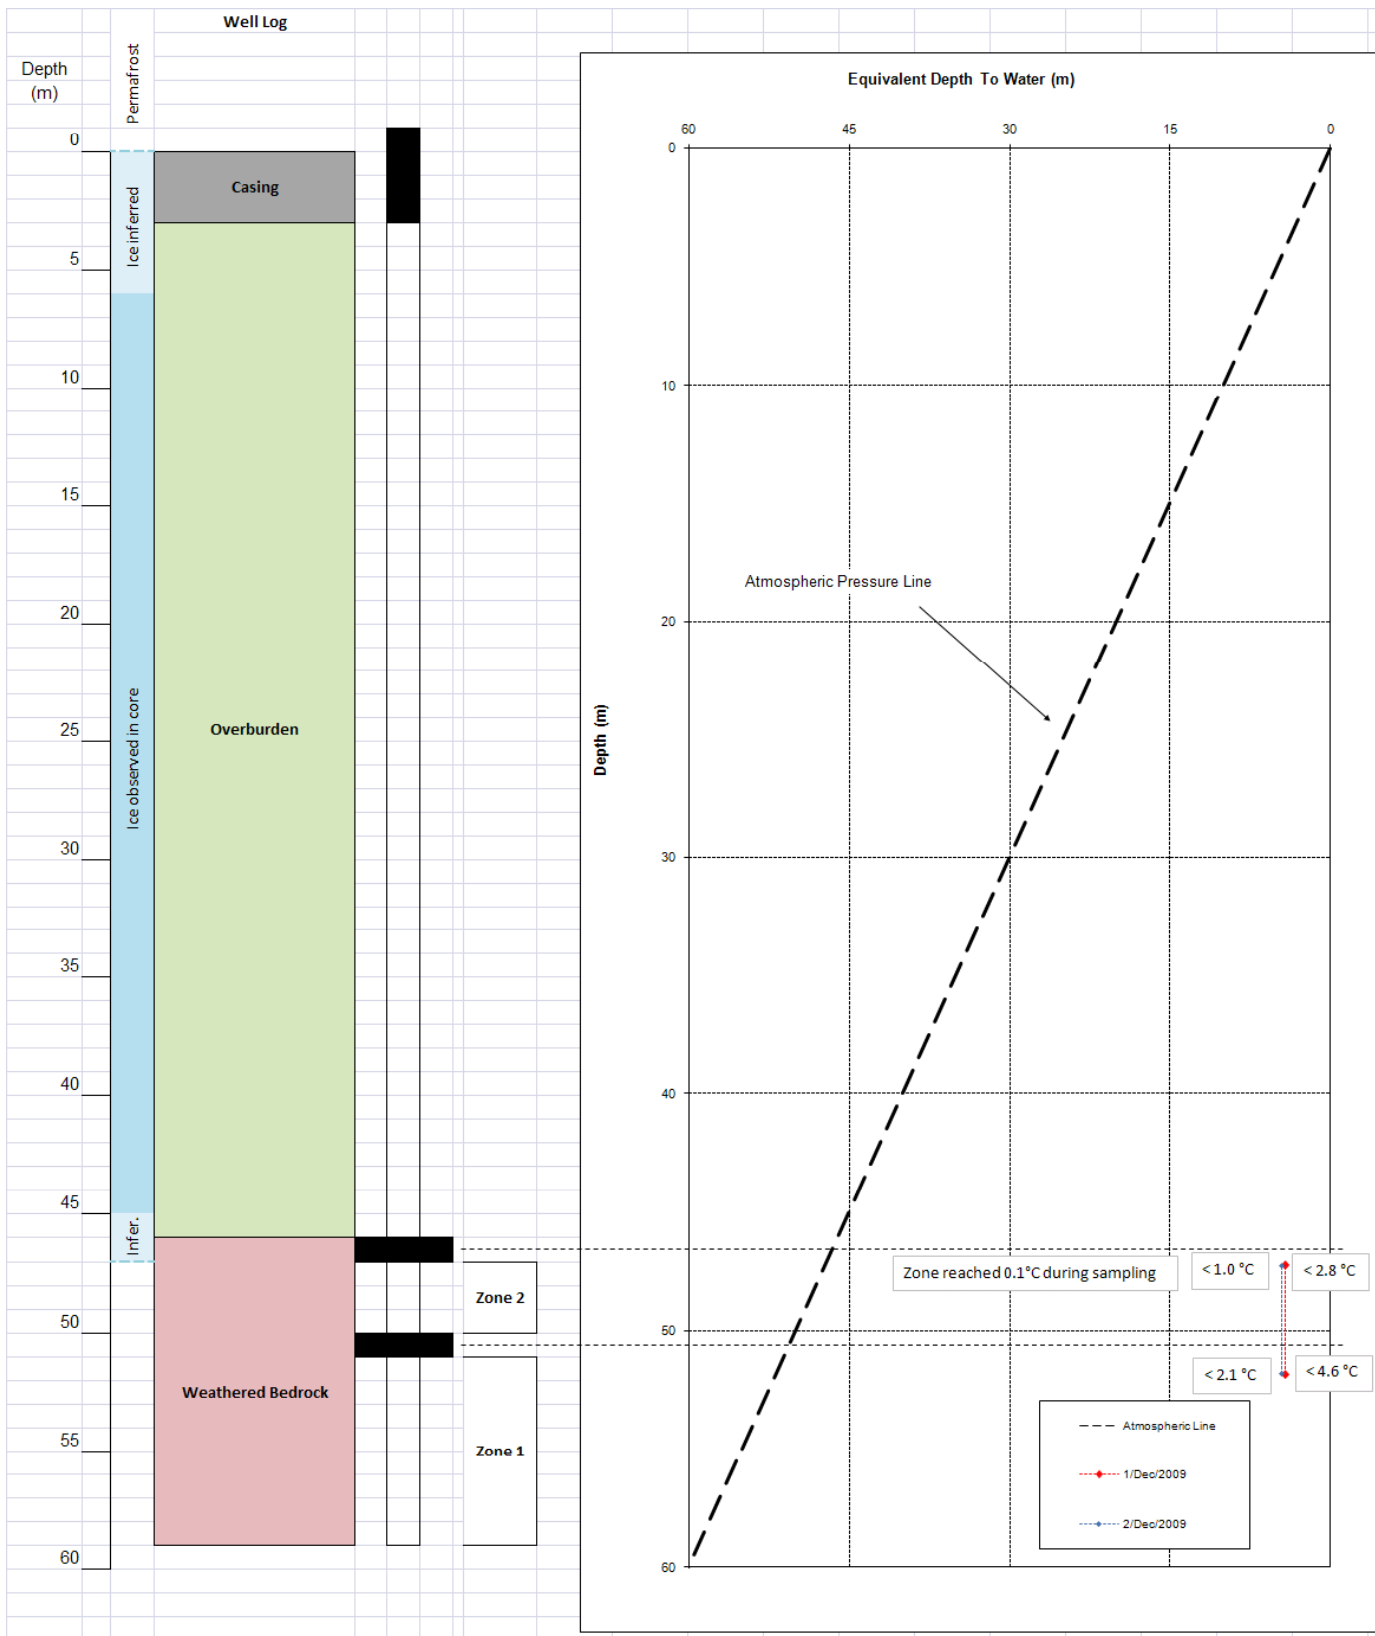 Well Log
Depth
(m)
Permafrost
0
5
10
15
20
25
30
35
40
45
50
55
60
Ice inferred
Ice observed in core
Infer.
Casing
Overburden
Weathered Bedrock
Zone 2
Zone 1
Equivalent Depth To Water (m)
60 45 30 15 0
0
10
20
30
40
50
60
Depth (m)
Atmospheric Pressure Line
Zone reached 0.1°C during sampling
< 1.0 °C
< 2.8 °C
< 2.1 °C
< 4.6 °C
Atmospheric Line
1/Dec/2009
2/Dec/2009